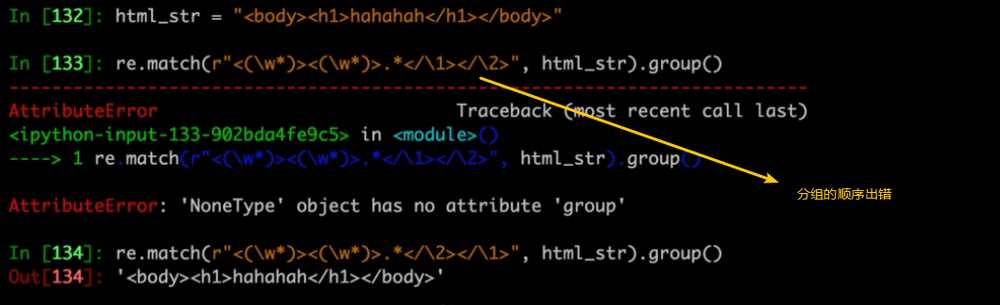 In [132]: html_str = "<body><h1>hahahah</h1></body>"
In [133]: re.match(r"<(\w*)><(\w*)>.*</\1></\2>", html_str).group()
---------------------------------------------------------------------------
AttributeError                            Traceback (most recent call last)
<ipython-input-133-902bda4fe9c5> in <module>()
----> 1 re.match(r"<(\w*)><(\w*)>.*</\1></\2>", html_str).group()
分组的顺序出错
AttributeError: 'NoneType' object has no attribute 'group'
In [134]: re.match(r"<(\w*)><(\w*)>.*</\2></\1>", html_str).group()
Out[134]: '<body><h1>hahahah</h1></body>'